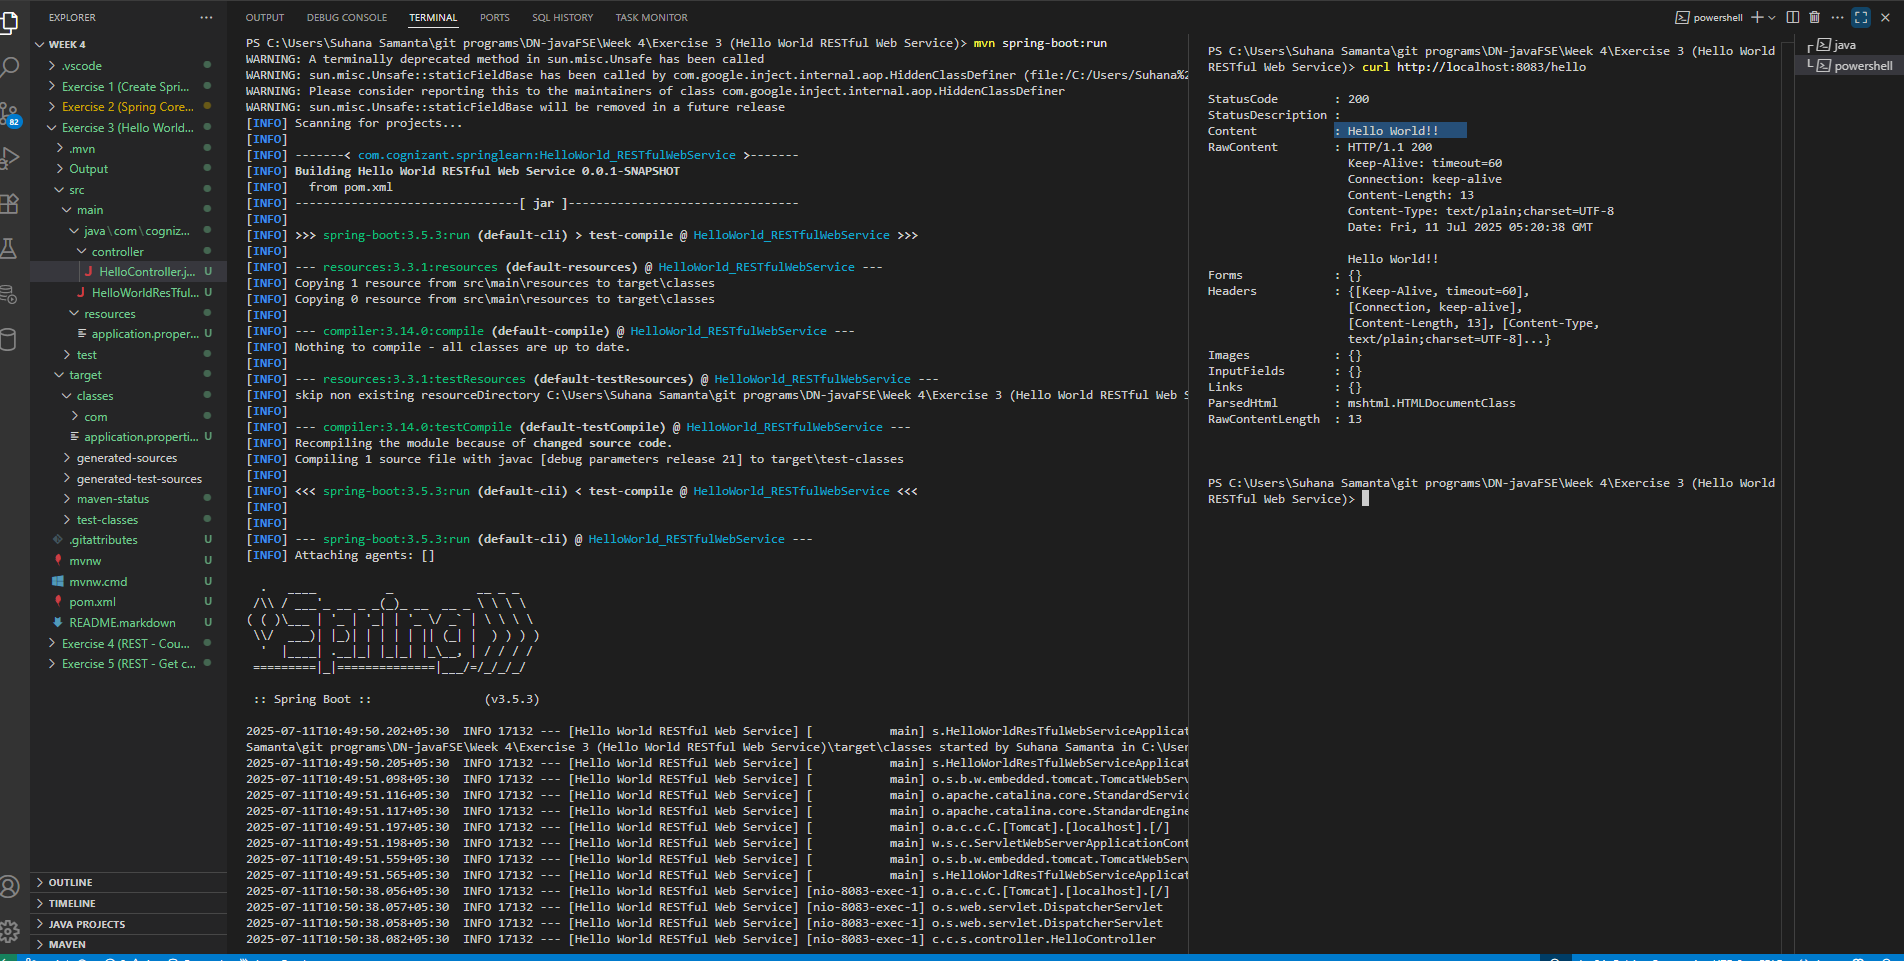 EXPLORER
WEEK 4
.vscode
Exercise 1 (Create Spri...
Exercise 2 (Spring Core...
Exercise 3 (Hello World...
.mvn
Output
src
main
java\com\cogniz...
controller
HelloController.j... U
HelloWorldResTful... U
resources
application.proper... U
test
target
classes
com
application.properti... U
generated-sources
generated-test-sources
maven-status
test-classes
.gitattributes U
mvnw U
mvnw.cmd U
pom.xml U
README.markdown U
Exercise 4 (REST - Cou...
Exercise 5 (REST - Get c...
OUTLINE
TIMELINE
JAVA PROJECTS
MAVEN
82
OUTPUT DEBUG CONSOLE TERMINAL PORTS SQL HISTORY TASK MONITOR
powershell
PS C:\Users\Suhana Samanta\git programs\DN-javaFSE\Week 4\Exercise 3 (Hello World RESTful Web Service)> mvn spring-boot:run
WARNING: A terminally deprecated method in sun.misc.Unsafe has been called
WARNING: sun.misc.Unsafe::staticFieldBase has been called by com.google.inject.internal.aop.HiddenClassDefiner (file:/C:/Users/Suhana%2
WARNING: Please consider reporting this to the maintainers of class com.google.inject.internal.aop.HiddenClassDefiner
WARNING: sun.misc.Unsafe::staticFieldBase will be removed in a future release
[INFO] Scanning for projects...
[INFO]
[INFO] -------< com.cognizant.springlearn:HelloWorld_RESTfulWebService >-------
[INFO] Building Hello World RESTful Web Service 0.0.1-SNAPSHOT
[INFO]   from pom.xml
[INFO] --------------------------------[ jar ]---------------------------------
[INFO]
[INFO] >>> spring-boot:3.5.3:run (default-cli) > test-compile @ HelloWorld_RESTfulWebService >>>
[INFO]
[INFO] --- resources:3.3.1:resources (default-resources) @ HelloWorld_RESTfulWebService ---
[INFO] Copying 1 resource from src\main\resources to target\classes
[INFO] Copying 0 resource from src\main\resources to target\classes
[INFO]
[INFO] --- compiler:3.14.0:compile (default-compile) @ HelloWorld_RESTfulWebService ---
[INFO] Nothing to compile - all classes are up to date.
[INFO]
[INFO] --- resources:3.3.1:testResources (default-testResources) @ HelloWorld_RESTfulWebService ---
[INFO] skip non existing resourceDirectory C:\Users\Suhana Samanta\git programs\DN-javaFSE\Week 4\Exercise 3 (Hello World RESTful Web S
[INFO]
[INFO] --- compiler:3.14.0:testCompile (default-testCompile) @ HelloWorld_RESTfulWebService ---
[INFO] Recompiling the module because of changed source code.
[INFO] Compiling 1 source file with javac [debug parameters release 21] to target\test-classes
[INFO]
[INFO] <<< spring-boot:3.5.3:run (default-cli) < test-compile @ HelloWorld_RESTfulWebService <<<
[INFO]
[INFO]
[INFO] --- spring-boot:3.5.3:run (default-cli) @ HelloWorld_RESTfulWebService ---
[INFO] Attaching agents: []
:: Spring Boot ::                (v3.5.3)
2025-07-11T10:49:50.202+05:30  INFO 17132 --- [Hello World RESTful Web Service] [           main] s.HelloWorldResTfulWebServiceApplicat
Samanta\git programs\DN-javaFSE\Week 4\Exercise 3 (Hello World RESTful Web Service)\target\classes started by Suhana Samanta in C:\User
2025-07-11T10:49:50.205+05:30  INFO 17132 --- [Hello World RESTful Web Service] [           main] s.HelloWorldResTfulWebServiceApplicat
2025-07-11T10:49:51.098+05:30  INFO 17132 --- [Hello World RESTful Web Service] [           main] o.s.b.w.embedded.tomcat.TomcatWebServ
2025-07-11T10:49:51.116+05:30  INFO 17132 --- [Hello World RESTful Web Service] [           main] o.apache.catalina.core.StandardServic
2025-07-11T10:49:51.117+05:30  INFO 17132 --- [Hello World RESTful Web Service] [           main] o.apache.catalina.core.StandardEngine
2025-07-11T10:49:51.197+05:30  INFO 17132 --- [Hello World RESTful Web Service] [           main] o.a.c.c.C.[Tomcat].[localhost].[/]
2025-07-11T10:49:51.198+05:30  INFO 17132 --- [Hello World RESTful Web Service] [           main] w.s.c.ServletWebServerApplicationCont
2025-07-11T10:49:51.559+05:30  INFO 17132 --- [Hello World RESTful Web Service] [           main] o.s.b.w.embedded.tomcat.TomcatWebServ
2025-07-11T10:49:51.565+05:30  INFO 17132 --- [Hello World RESTful Web Service] [           main] s.HelloWorldResTfulWebServiceApplicat
2025-07-11T10:50:38.056+05:30  INFO 17132 --- [Hello World RESTful Web Service] [nio-8083-exec-1] o.a.c.c.C.[Tomcat].[localhost].[/]
2025-07-11T10:50:38.057+05:30  INFO 17132 --- [Hello World RESTful Web Service] [nio-8083-exec-1] o.s.web.servlet.DispatcherServlet
2025-07-11T10:50:38.058+05:30  INFO 17132 --- [Hello World RESTful Web Service] [nio-8083-exec-1] o.s.web.servlet.DispatcherServlet
2025-07-11T10:50:38.082+05:30  INFO 17132 --- [Hello World RESTful Web Service] [nio-8083-exec-1] c.c.s.controller.HelloController
PS C:\Users\Suhana Samanta\git programs\DN-javaFSE\Week 4\Exercise 3 (Hello World
RESTful Web Service)> curl http://localhost:8083/hello
StatusCode        : 200
StatusDescription :
Content           : Hello World!!
RawContent        : HTTP/1.1 200
Keep-Alive: timeout=60
Connection: keep-alive
Content-Length: 13
Content-Type: text/plain;charset=UTF-8
Date: Fri, 11 Jul 2025 05:20:38 GMT
Hello World!!
Forms             : {}
Headers           : {[Keep-Alive, timeout=60],
[Connection, keep-alive],
[Content-Length, 13], [Content-Type,
text/plain;charset=UTF-8]...}
Images            : {}
InputFields       : {}
Links             : {}
ParsedHtml        : mshtml.HTMLDocumentClass
RawContentLength  : 13
PS C:\Users\Suhana Samanta\git programs\DN-javaFSE\Week 4\Exercise 3 (Hello World
RESTful Web Service)>
java
powershell